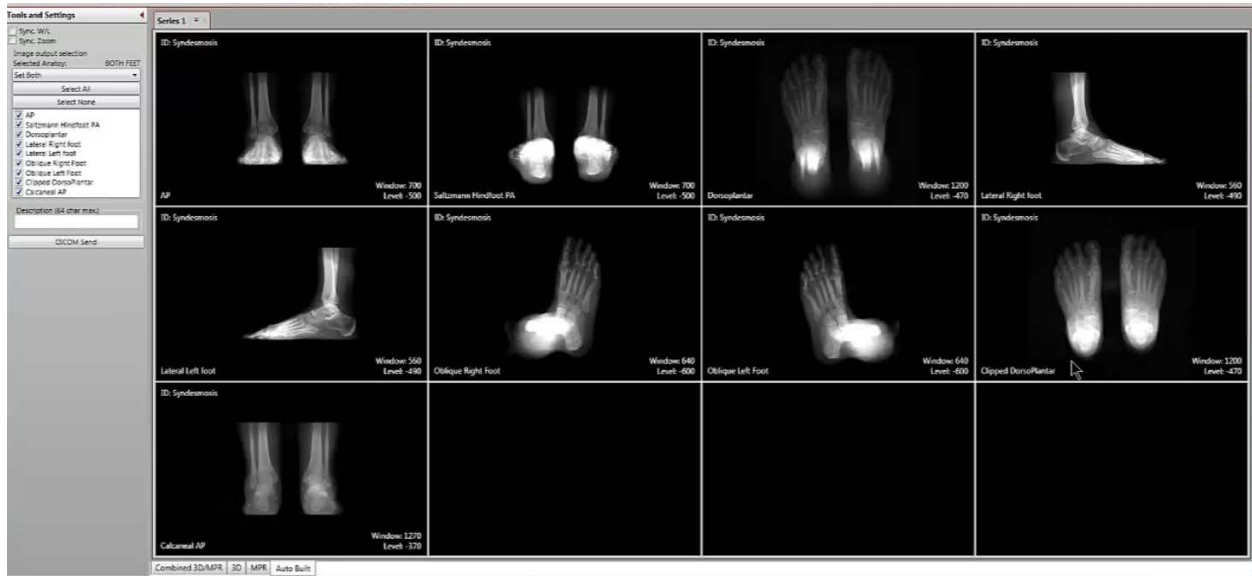 Tools and Settings
Sync. W/L
Sync. Zoom
Image output selection
Selected Analoy: BOTH FEET
Set Both
Select All
Select None
AP
Saltzmann Hindfoot PA
Dorsoplantar
Lateral Right foot
Lateral Left foot
Oblique Right Foot
Oblique Left Foot
Clipped DorsoPlantar
Calcaneal AP
Description (64 char max.)
DICOM Send
Series 1
ID: Syndesmosis
Window: 700
AP Level: -500
ID: Syndesmosis
Window: 700
Saltzmann Hindfoot PA Level: -500
ID: Syndesmosis
Window: 1200
Dorsoplantar Level: -470
ID: Syndesmosis
Window: 560
Lateral Right foot Level: -490
ID: Syndesmosis
Window: 560
Lateral Left foot Level: -490
ID: Syndesmosis
Window: 640
Oblique Right Foot Level: -600
ID: Syndesmosis
Window: 640
Oblique Left Foot Level: -600
ID: Syndesmosis
Window: 1200
Clipped DorsoPlantar Level: -470
ID: Syndesmosis
Window: 1270
Calcaneal AP Level: -370
Combined 3D/MPR 3D MPR Auto Built